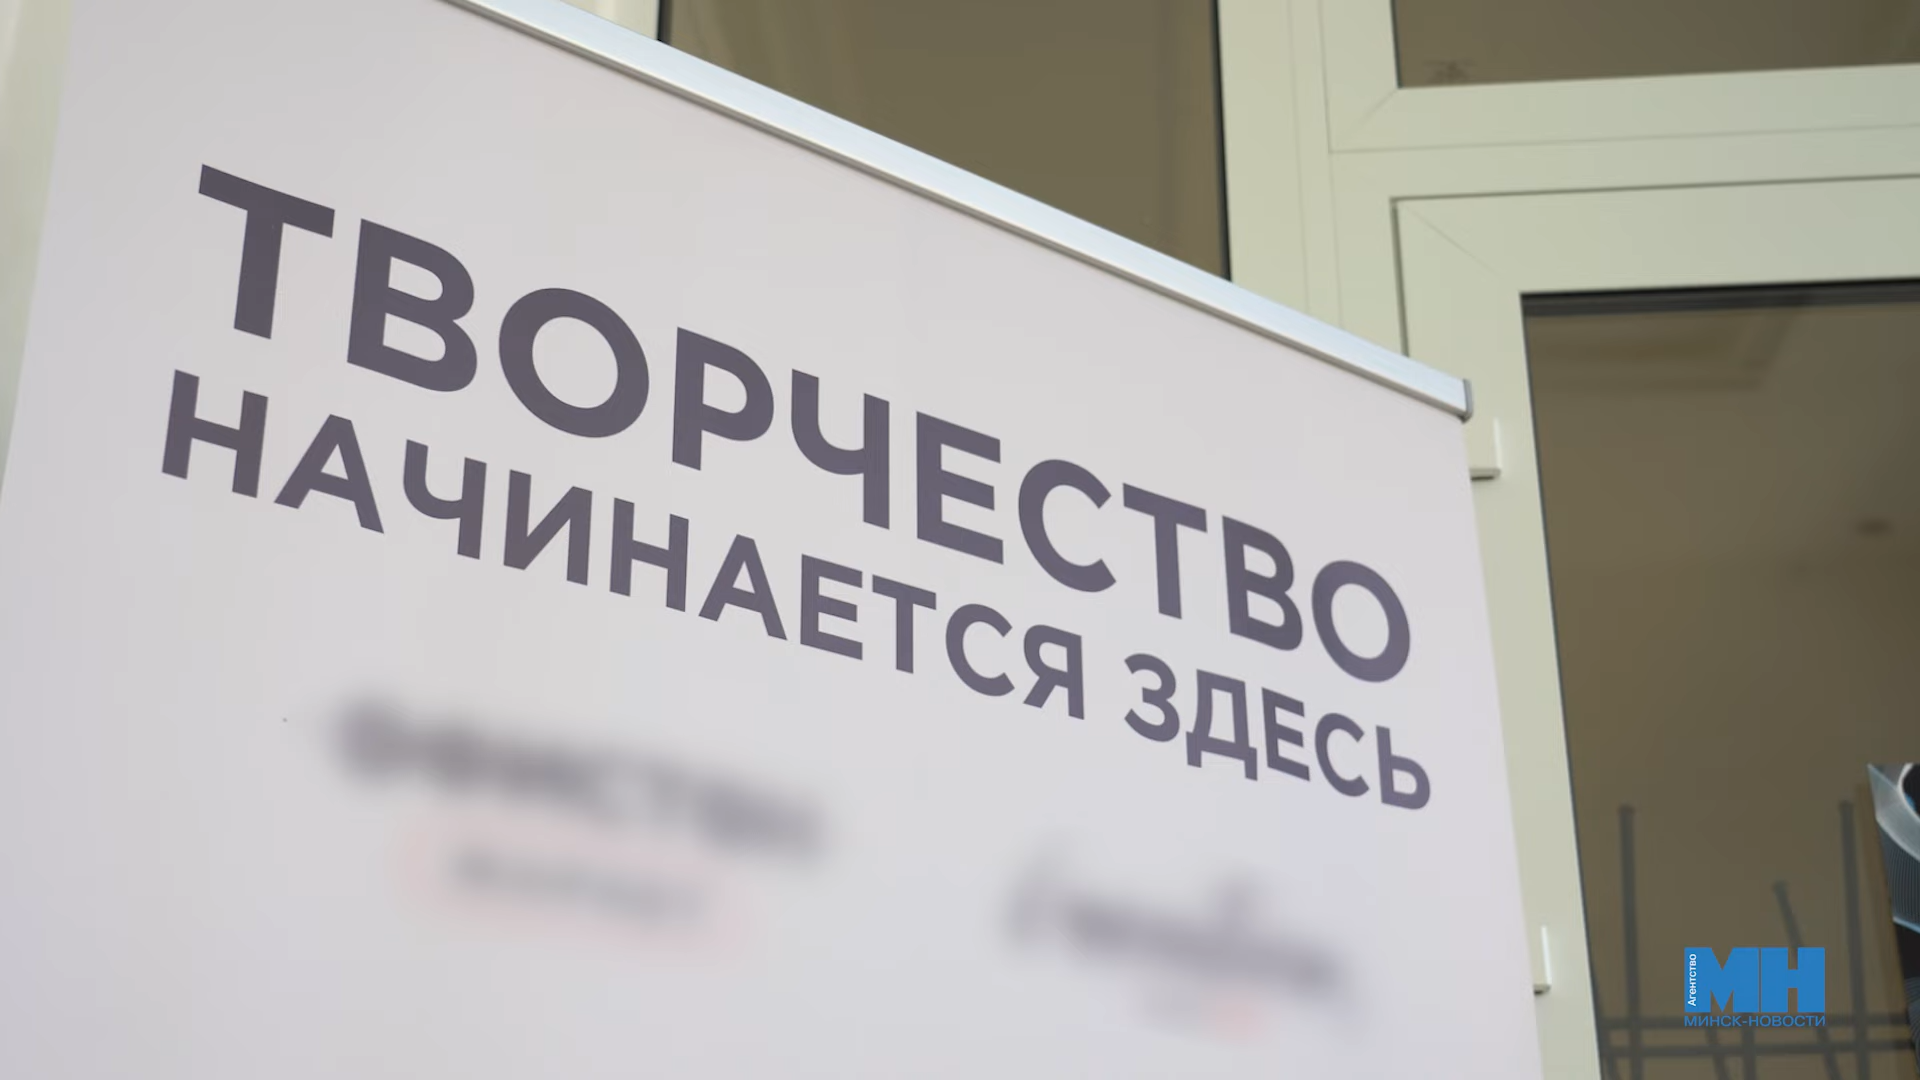 ТВОРЧЕСТВО
НАЧИНАЕТСЯ ЗДЕСЬ
Агентство
МН
МИНСК-НОВОСТИ